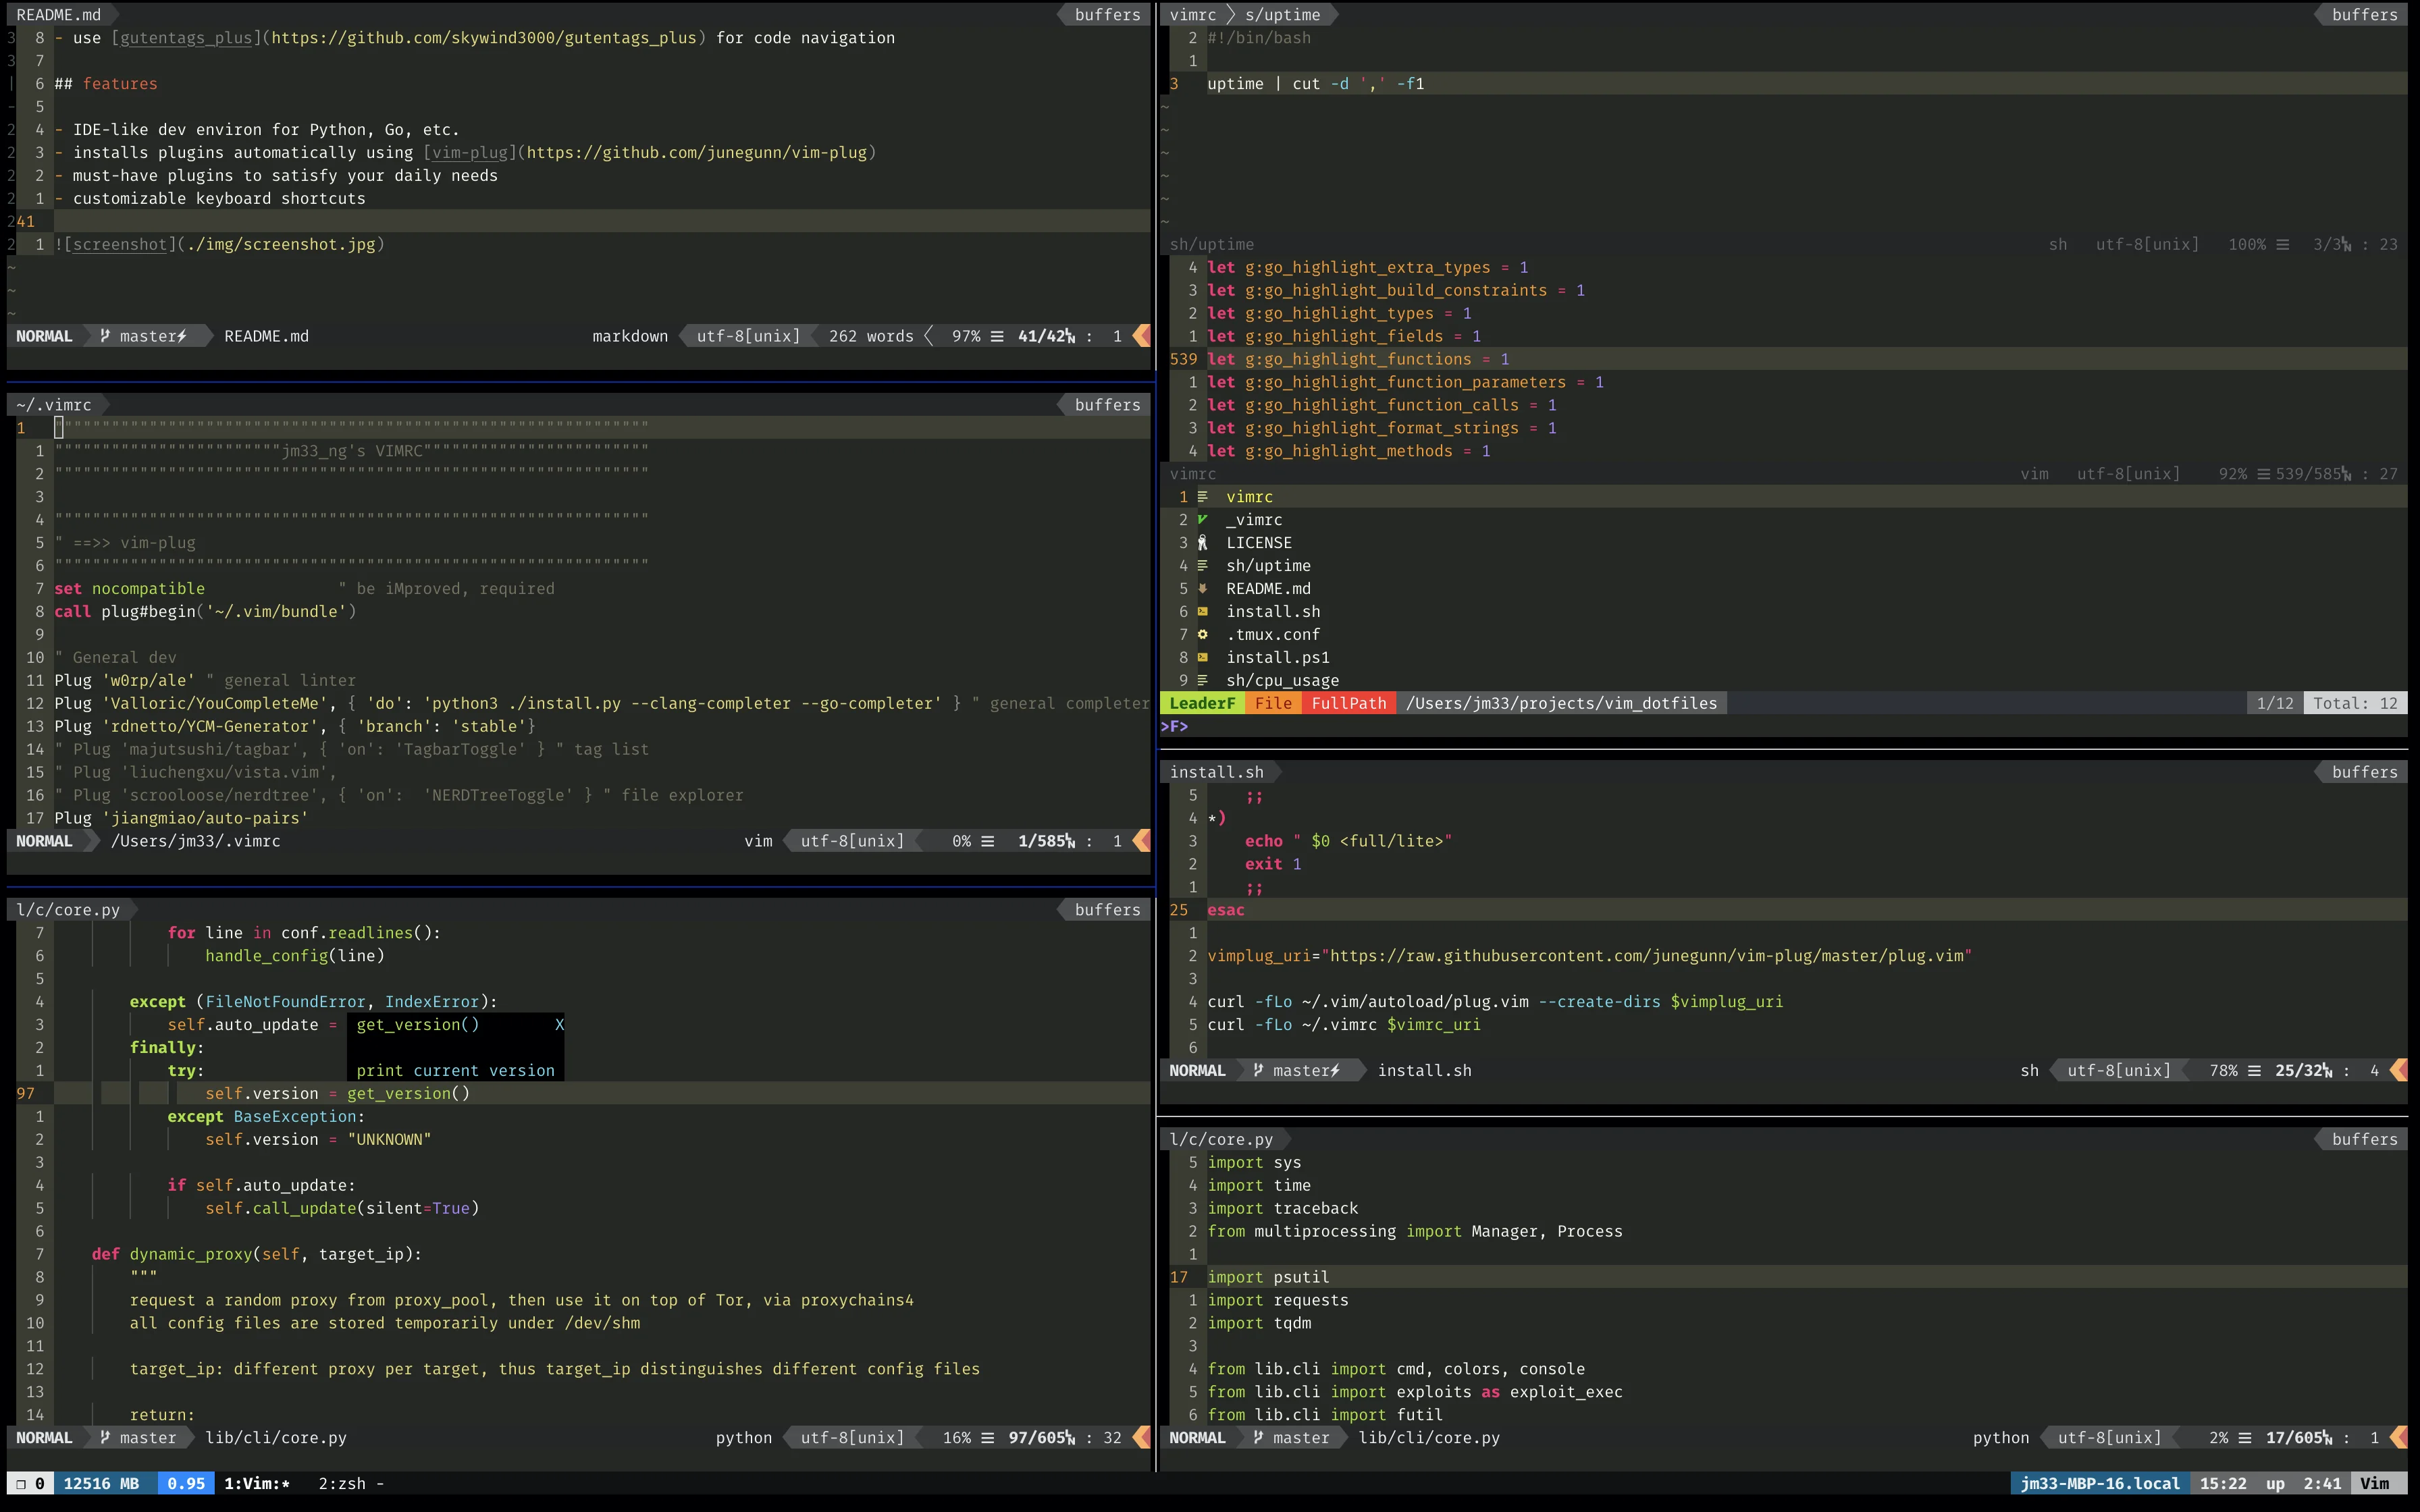 README.md buffers
8 - use [gutentags_plus](https://github.com/skywind3000/gutentags_plus) for code navigation
7
6 ## features
5
4 - IDE-like dev environ for Python, Go, etc.
3 - installs plugins automatically using [vim-plug](https://github.com/junegunn/vim-plug)
2 - must-have plugins to satisfy your daily needs
1 - customizable keyboard shortcuts
41
1 ![screenshot](./img/screenshot.jpg)
~
~
~
NORMAL master README.md markdown utf-8[unix] 262 words 97% 41/42 : 1
~/.vimrc buffers
1 """"""""""""""""""""""""""""""""""""""""""""""""""""""""""""""""
1 """"""""""""""""""""""""jm33_ng's VIMRC""""""""""""""""""""""""
2 """""""""""""""""""""""""""""""""""""""""""""""""""""""""""""""
3
4 """""""""""""""""""""""""""""""""""""""""""""""""""""""""""""""
5 " ==>> vim-plug
6 """""""""""""""""""""""""""""""""""""""""""""""""""""""""""""""
7 set nocompatible " be iMproved, required
8 call plug#begin('~/.vim/bundle')
9
10 " General dev
11 Plug 'w0rp/ale' " general linter
12 Plug 'Valloric/YouCompleteMe', { 'do': 'python3 ./install.py --clang-completer --go-completer' } " general completer
13 Plug 'rdnetto/YCM-Generator', { 'branch': 'stable'}
14 " Plug 'majutsushi/tagbar', { 'on': 'TagbarToggle' } " tag list
15 " Plug 'liuchengxu/vista.vim',
16 " Plug 'scrooloose/nerdtree', { 'on':  'NERDTreeToggle' } " file explorer
17 Plug 'jiangmiao/auto-pairs'
NORMAL /Users/jm33/.vimrc vim utf-8[unix] 0% 1/585 : 1
l/c/core.py buffers
7 for line in conf.readlines():
6 handle_config(line)
5
4 except (FileNotFoundError, IndexError):
3 self.auto_update = get_version() X
2 finally:
1 try: print current version
97 self.version = get_version()
1 except BaseException:
2 self.version = "UNKNOWN"
3
4 if self.auto_update:
5 self.call_update(silent=True)
6
7 def dynamic_proxy(self, target_ip):
8 """
9 request a random proxy from proxy_pool, then use it on top of Tor, via proxychains4
10 all config files are stored temporarily under /dev/shm
11
12 target_ip: different proxy per target, thus target_ip distinguishes different config files
13
14 return:
NORMAL master lib/cli/core.py python utf-8[unix] 16% 97/605 : 32
vimrc s/uptime buffers
2 #!/bin/bash
1
3 uptime | cut -d ',' -f1
~
~
~
~
~
~
sh/uptime sh utf-8[unix] 100% 3/3 : 23
4 let g:go_highlight_extra_types = 1
3 let g:go_highlight_build_constraints = 1
2 let g:go_highlight_types = 1
1 let g:go_highlight_fields = 1
539 let g:go_highlight_functions = 1
1 let g:go_highlight_function_parameters = 1
2 let g:go_highlight_function_calls = 1
3 let g:go_highlight_format_strings = 1
4 let g:go_highlight_methods = 1
vimrc vim utf-8[unix] 92% 539/585 : 27
1 vimrc
2 _vimrc
3 LICENSE
4 sh/uptime
5 README.md
6 install.sh
7 .tmux.conf
8 install.ps1
9 sh/cpu_usage
LeaderF File FullPath /Users/jm33/projects/vim_dotfiles 1/12 Total: 12
>F>
install.sh buffers
5 ;;
4 *)
3 echo " $0 <full/lite>"
2 exit 1
1 ;;
25 esac
1
2 vimplug_uri="https://raw.githubusercontent.com/junegunn/vim-plug/master/plug.vim"
3
4 curl -fLo ~/.vim/autoload/plug.vim --create-dirs $vimplug_uri
5 curl -fLo ~/.vimrc $vimrc_uri
6
NORMAL master install.sh sh utf-8[unix] 78% 25/32 : 4
l/c/core.py buffers
5 import sys
4 import time
3 import traceback
2 from multiprocessing import Manager, Process
1
17 import psutil
1 import requests
2 import tqdm
3
4 from lib.cli import cmd, colors, console
5 from lib.cli import exploits as exploit_exec
6 from lib.cli import futil
NORMAL master lib/cli/core.py python utf-8[unix] 2% 17/605 : 1
0 12516 MB 0.95 1:Vim:* 2:zsh - jm33-MBP-16.local 15:22 up 2:41 Vim